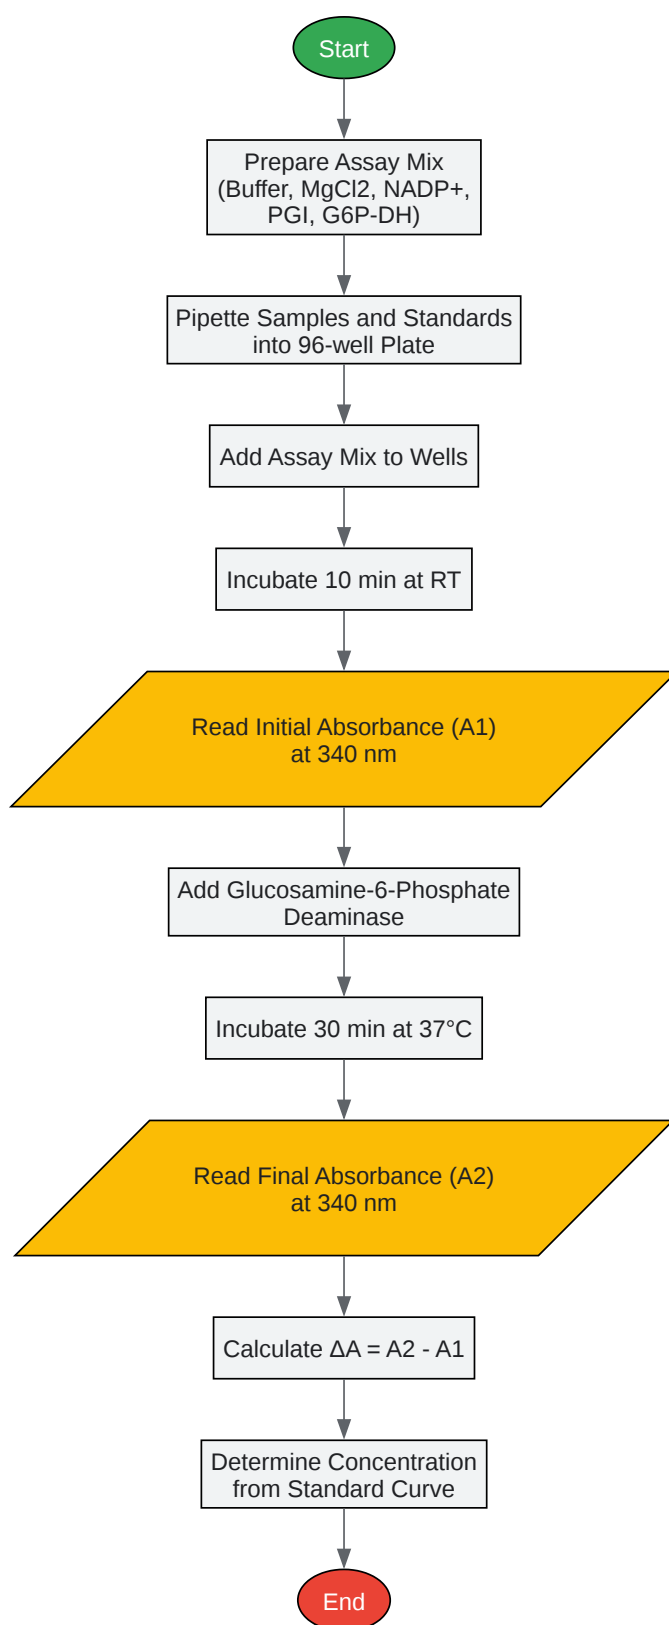 Start
Prepare Assay Mix
(Buffer, MgCl2, NADP+,
PGI, G6P-DH)
Pipette Samples and Standards
into 96-well Plate
Add Assay Mix to Wells
Incubate 10 min at RT
Read Initial Absorbance (A1)
at 340 nm
Add Glucosamine-6-Phosphate
Deaminase
Incubate 30 min at 37°C
Read Final Absorbance (A2)
at 340 nm
Calculate ΔA = A2 - A1
Determine Concentration
from Standard Curve
End